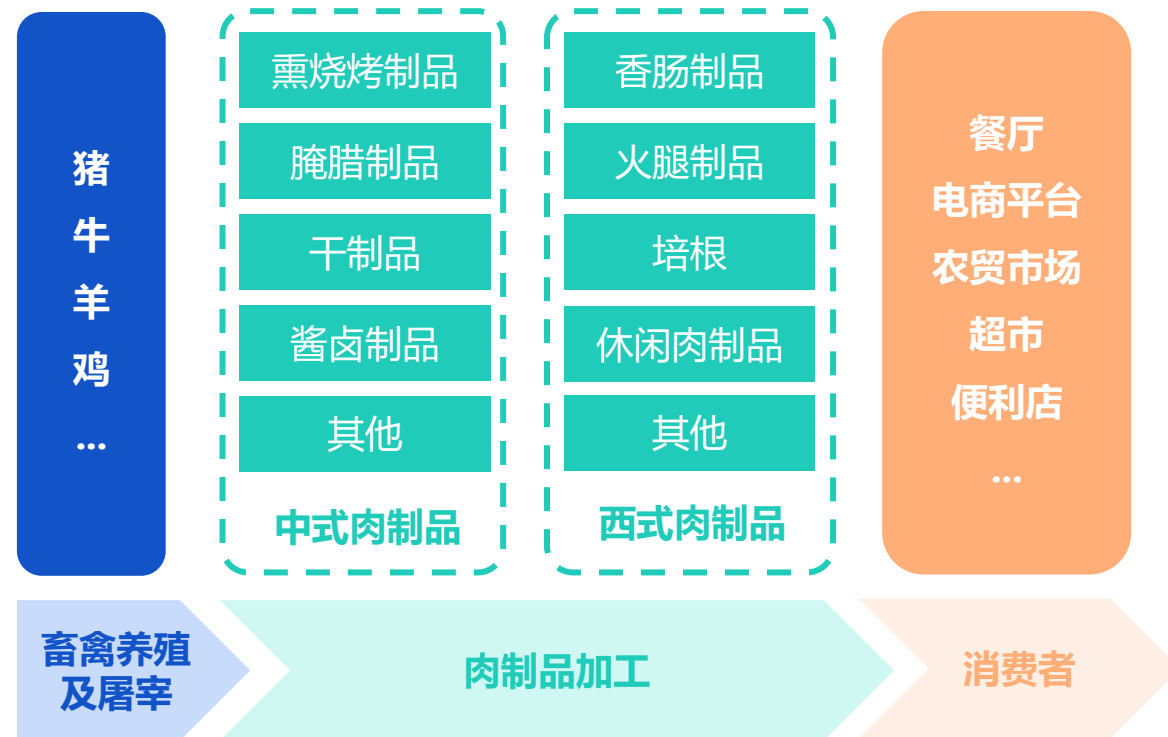 猪
牛
羊
鸡
...
熏烧烤制品
腌腊制品
干制品
酱卤制品
其他
中式肉制品
香肠制品
火腿制品
培根
休闲肉制品
其他
西式肉制品
餐厅
电商平台
农贸市场
超市
便利店
...
畜禽养殖
及屠宰
肉制品加工
消费者